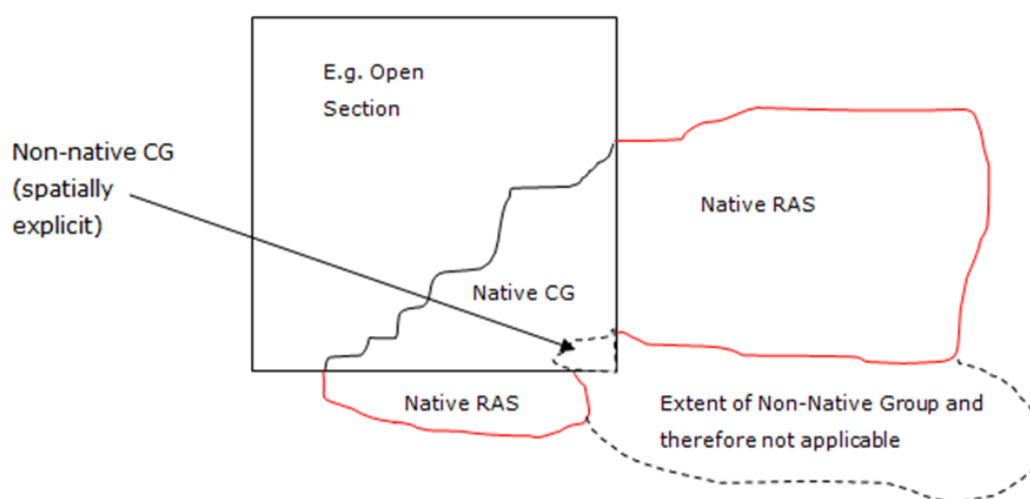 E.g. Open
Section
Non-native CG
(spatially
explicit)
Native RAS
Native CG
Native RAS
Extent of Non-Native Group and
therefore not applicable